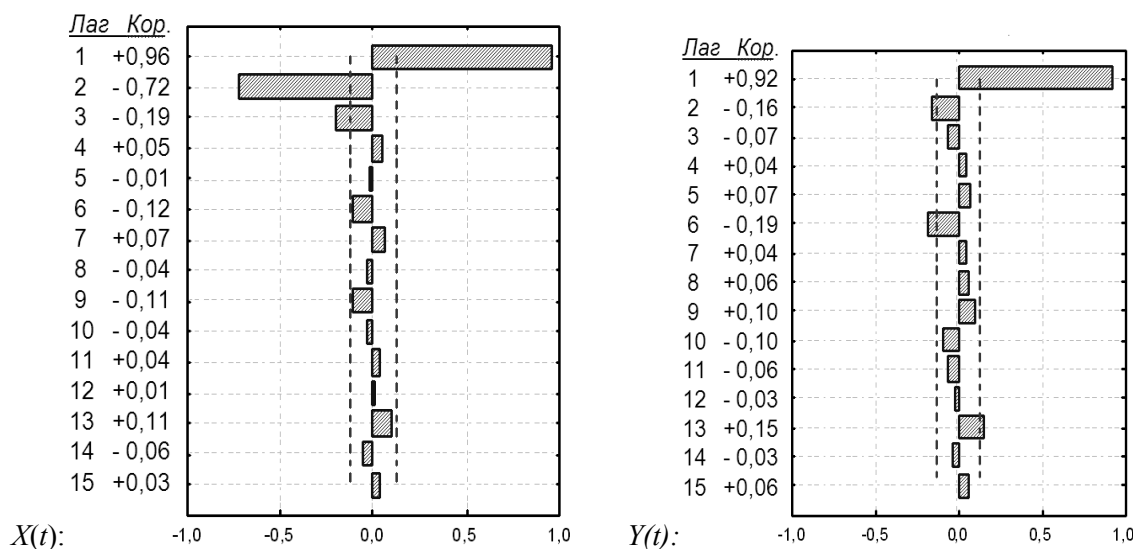 Лаг Кор.
1 +0,96
2 - 0,72
3 - 0,19
4 +0,05
5 - 0,01
6 - 0,12
7 +0,07
8 - 0,04
9 - 0,11
10 - 0,04
11 +0,04
12 +0,01
13 +0,11
14 - 0,06
15 +0,03
-1,0 -0,5 0,0 0,5 1,0
X(t):
Лаг Кор.
1 +0,92
2 - 0,16
3 - 0,07
4 +0,04
5 +0,07
6 - 0,19
7 +0,04
8 +0,06
9 +0,10
10 - 0,10
11 - 0,06
12 - 0,03
13 +0,15
14 - 0,03
15 +0,06
-1,0 -0,5 0,0 0,5 1,0
Y(t):